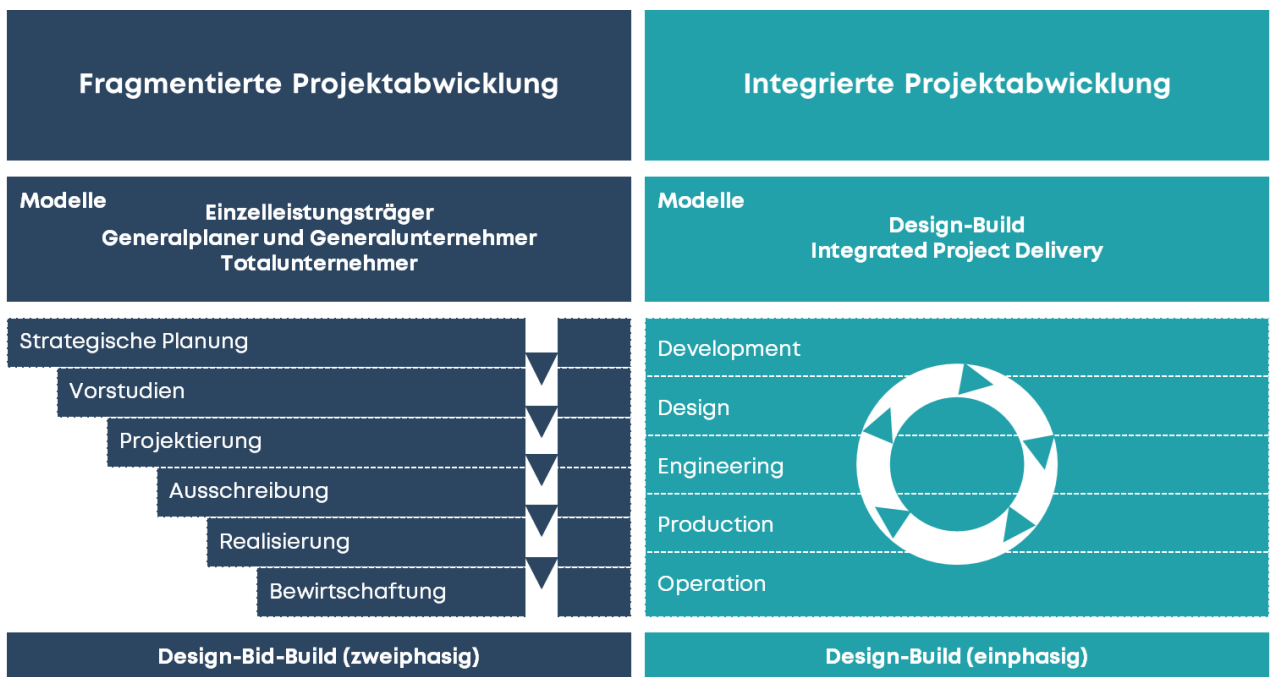 Fragmentierte Projektabwicklung
Modelle
Einzelleistungsträger
Generalplaner und Generalunternehmer
Totalunternehmer
Strategische Planung
Vorstudien
Projektierung
Ausschreibung
Realisierung
Bewirtschaftung
Design-Bid-Build (zweiphasig)
Integrierte Projektabwicklung
Modelle
Design-Build
Integrated Project Delivery
Development
Design
Engineering
Production
Operation
Design-Build (einphasig)